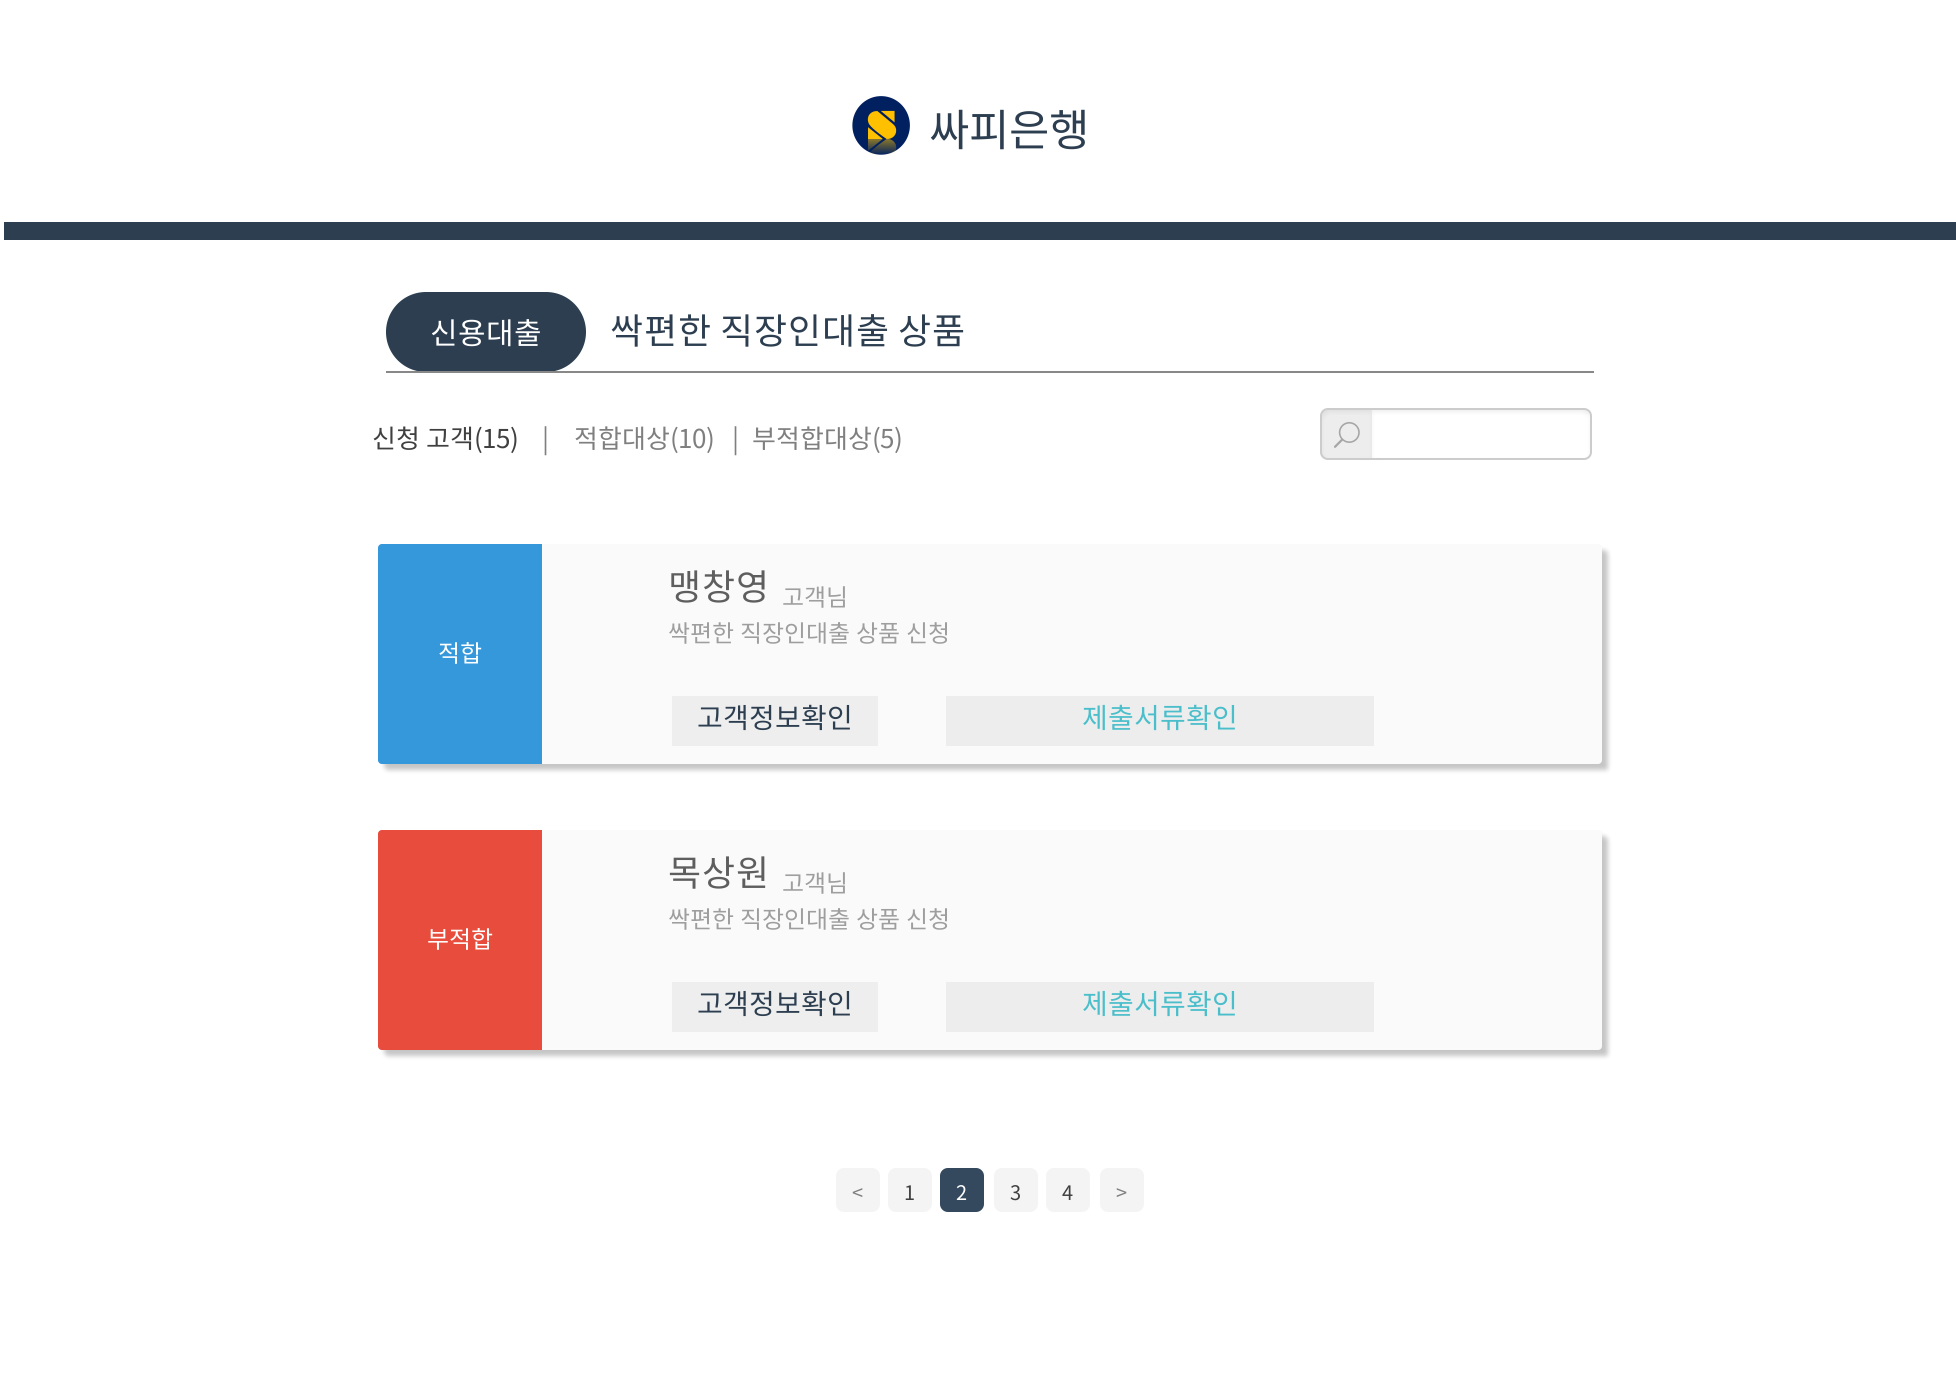 싸피은행
신용대출 싹편한 직장인대출 상품
신청 고객(15) | 적합대상(10) | 부적합대상(5)
적합
맹창영 고객님
싹편한 직장인대출 상품 신청
고객정보확인 제출서류확인
부적합
목상원 고객님
싹편한 직장인대출 상품 신청
고객정보확인 제출서류확인
< 1 2 3 4 >